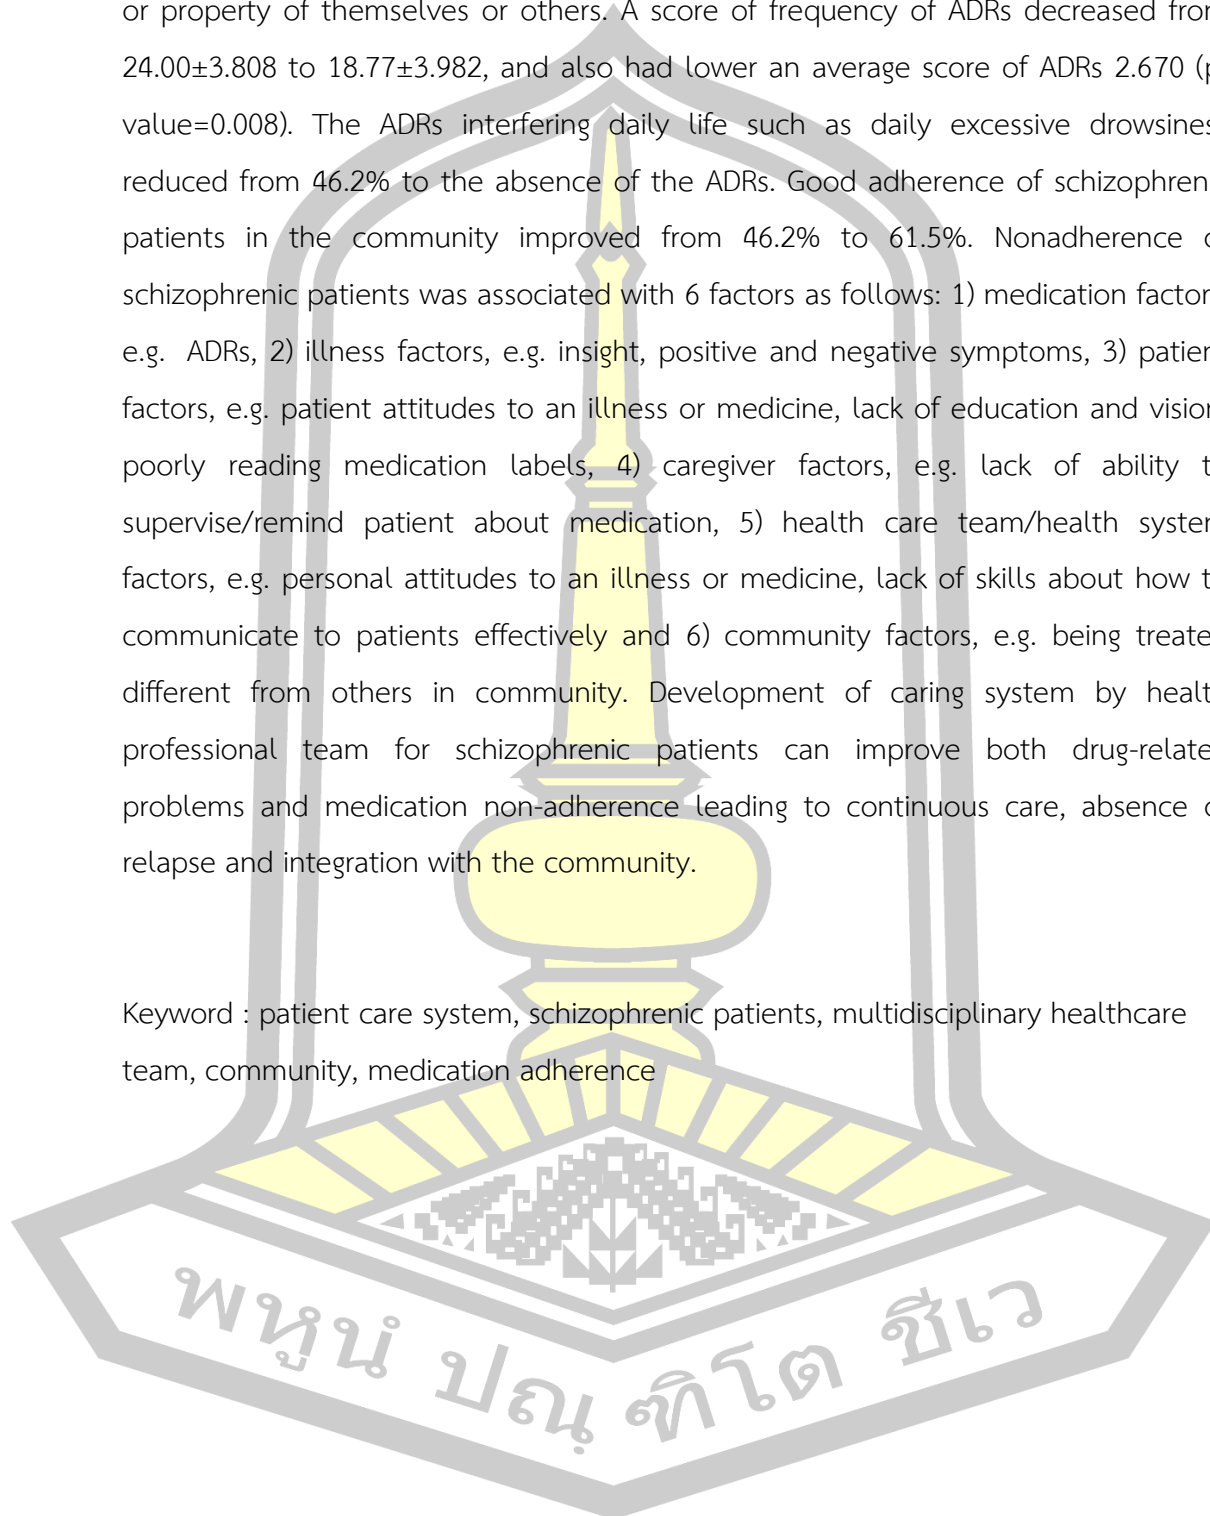 or property of themselves or others. A score of frequency of ADRs decreased from
24.00±3.808 to 18.77±3.982, and also had lower an average score of ADRs 2.670 (p
value=0.008). The ADRs interfering daily life such as daily excessive drowsines
reduced from 46.2% to the absence of the ADRs. Good adherence of schizophreni
patients in the community improved from 46.2% to 61.5%. Nonadherence o
schizophrenic patients was associated with 6 factors as follows: 1) medication factor
e.g. ADRs, 2) illness factors, e.g. insight, positive and negative symptoms, 3) patien
factors, e.g. patient attitudes to an illness or medicine, lack of education and vision
poorly reading medication labels, 4) caregiver factors, e.g. lack of ability t
supervise/remind patient about medication, 5) health care team/health system
factors, e.g. personal attitudes to an illness or medicine, lack of skills about how t
communicate to patients effectively and 6) community factors, e.g. being treate
different from others in community. Development of caring system by healt
professional team for schizophrenic patients can improve both drug-relate
problems and medication non-adherence leading to continuous care, absence o
relapse and integration with the community.
Keyword : patient care system, schizophrenic patients, multidisciplinary healthcare
team, community, medication adherence
พหูนํ ปณฺฑิโต ชีเว